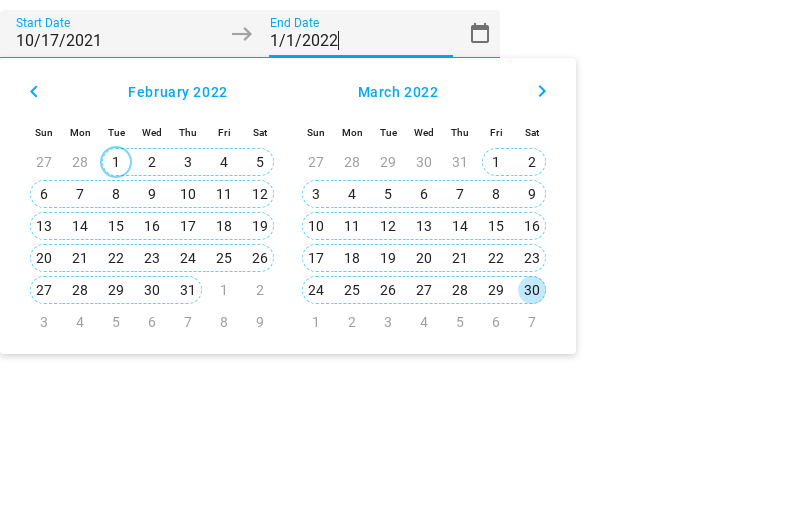 Start Date End Date
10/17/2021 1/1/2022
February 2022 March 2022
Sun Mon Tue Wed Thu Fri Sat Sun Mon Tue Wed Thu Fri Sat
27 28 1 2 3 4 5 27 28 29 30 31 1 2
6 7 8 9 10 11 12 3 4 5 6 7 8 9
13 14 15 16 17 18 19 10 11 12 13 14 15 16
20 21 22 23 24 25 26 17 18 19 20 21 22 23
27 28 29 30 31 1 2 24 25 26 27 28 29 30
3 4 5 6 7 8 9 1 2 3 4 5 6 7